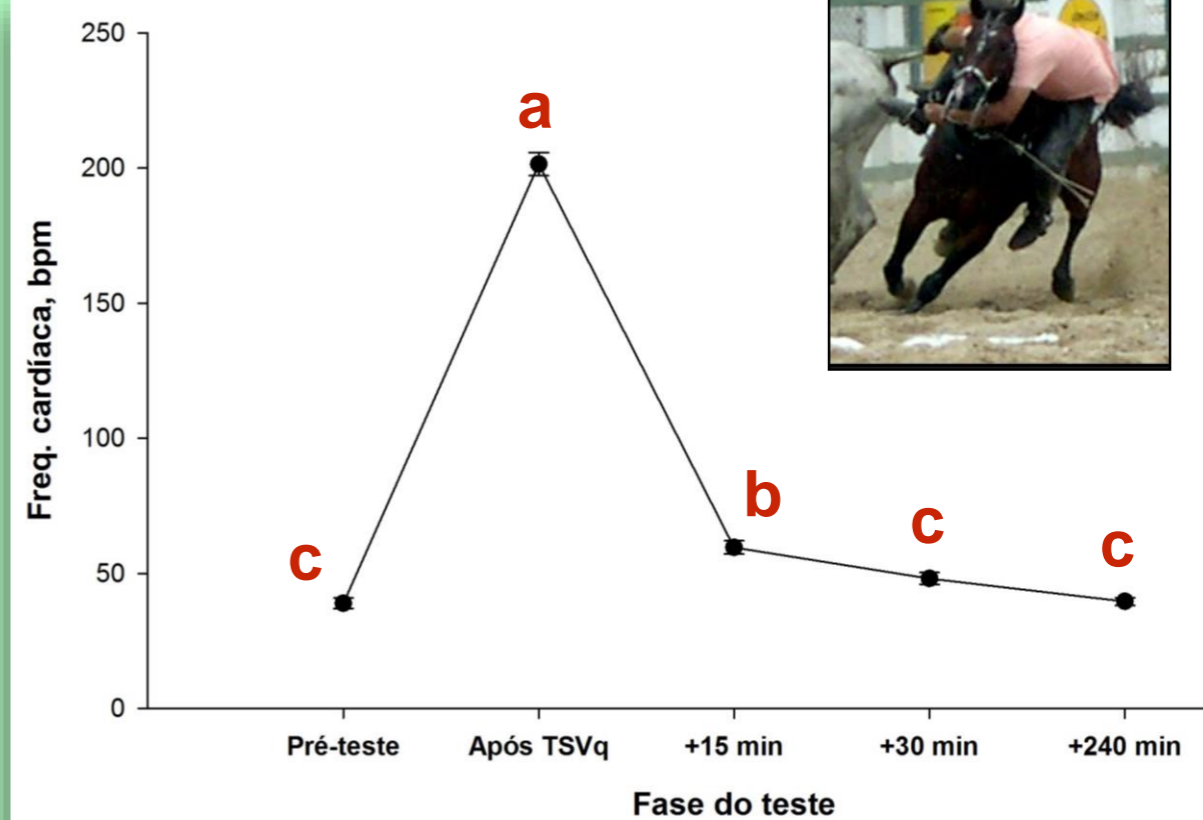 250
200
150
100
50
0
Freq. cardíaca, bpm
a
b
c
c
c
Pré-teste
Após TSVq
+15 min
+30 min
+240 min
Fase do teste